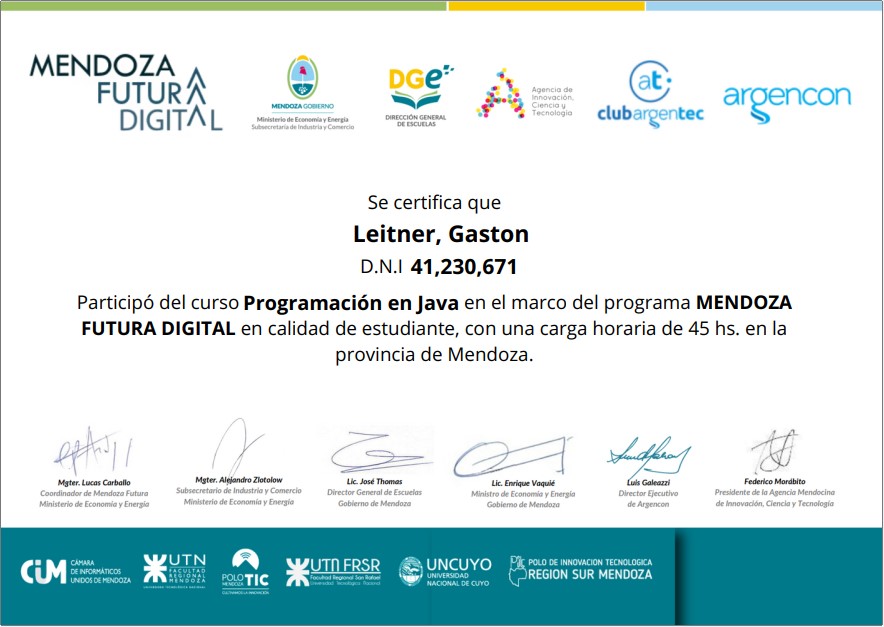 MENDOZA
FUTURA
DIGITAL
MENDOZA GOBIERNO
Ministerio de Economía y Energía
Subsecretaría de Industria y Comercio
DGe
DIRECCIÓN GENERAL
DE ESCUELAS
Agencia de
Innovación,
Ciencia y
Tecnología
at:
clubargentec
argencon
Se certifica que
Leitner, Gaston
D.N.I 41,230,671
Participó del curso Programación en Java en el marco del programa MENDOZA
FUTURA DIGITAL en calidad de estudiante, con una carga horaria de 45 hs. en la
provincia de Mendoza.
Mgter. Lucas Carballo
Coordinador de Mendoza Futura
Ministerio de Economía y Energía
Mgter. Alejandro Zlotolow
Subsecretario de Industria y Comercio
Ministerio de Economía y Energía
Lic. José Thomas
Director General de Escuelas
Gobierno de Mendoza
Lic. Enrique Vaquié
Ministro de Economía y Energía
Gobierno de Mendoza
Luis Galeazzi
Director Ejecutivo
de Argencon
Federico Morábito
Presidente de la Agencia Mendocina
de Innovación, Ciencia y Tecnología
CIM
CÁMARA
DE INFORMÁTICOS
UNIDOS DE MENDOZA
UTN
FACULTAD
REGIONAL
MENDOZA
POLO TIC
MENDOZA
UTN FRSR
Facultad Regional San Rafael
Universidad Tecnológica Nacional
UNCUYO
UNIVERSIDAD
NACIONAL DE CUYO
POLO DE INNOVACION TECNOLOGICA
REGION SUR MENDOZA